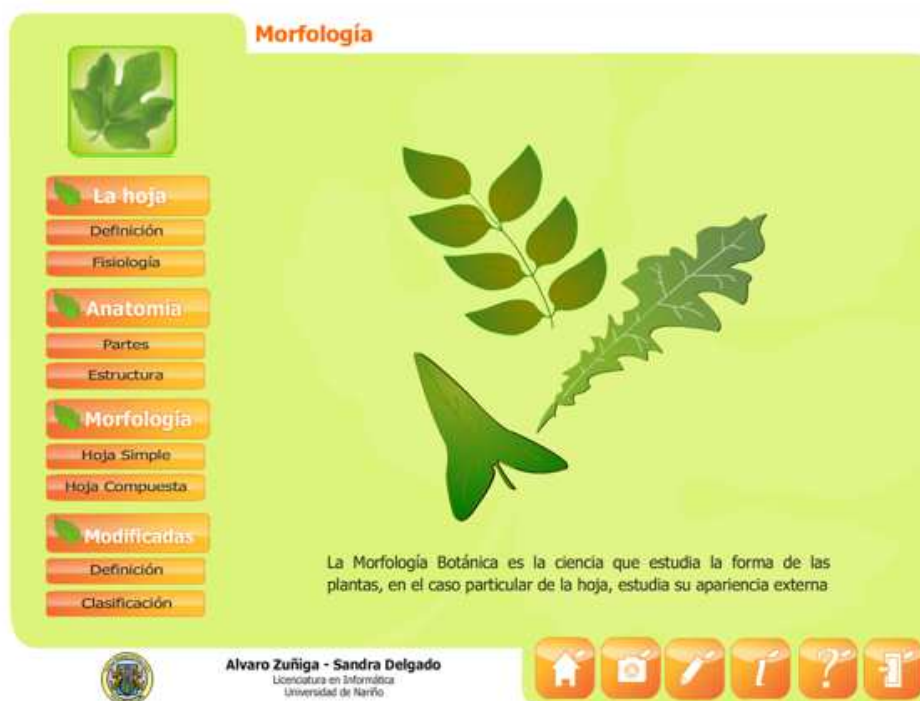 Morfología
La hoja
Definición
Fisiología
Anatomía
Partes
Estructura
Morfología
Hoja Simple
Hoja Compuesta
Modificadas
Definición
Clasificación
La Morfología Botánica es la ciencia que estudia la forma de las
plantas, en el caso particular de la hoja, estudia su apariencia externa
Alvaro Zuñiga - Sandra Delgado
Licenciatura en Informática
Universidad de Nariño